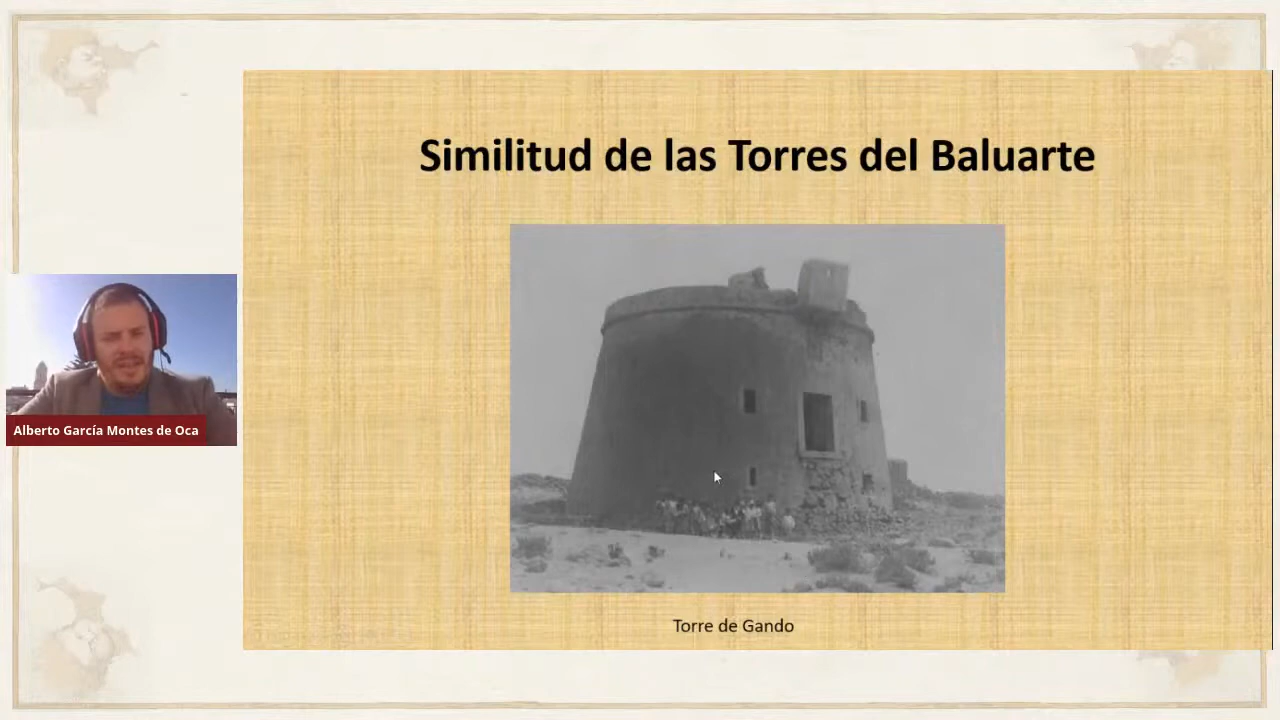 Similitud de las Torres del Baluarte
Alberto García Montes de Oca
Torre de Gando